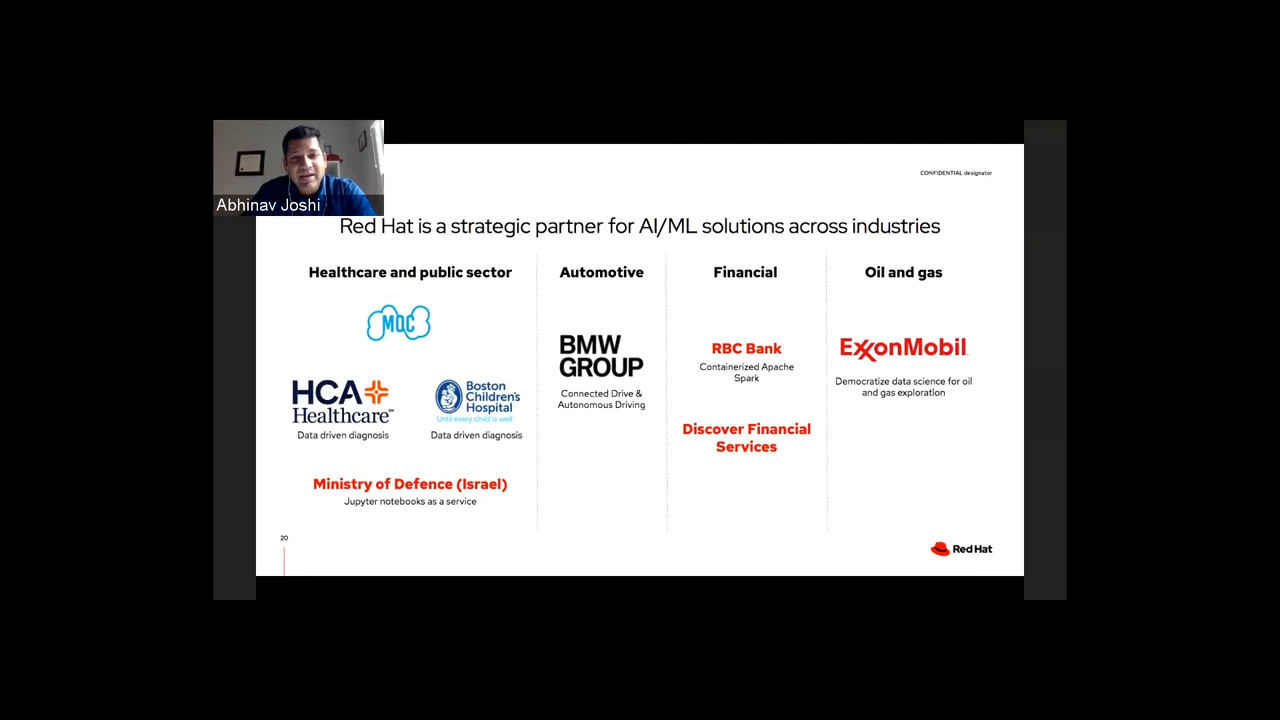 Abhinav Joshi
CONFIDENTIAL designator
Red Hat is a strategic partner for AI/ML solutions across industries
Healthcare and public sector
MOC
HCA
Healthcare
SM
Data driven diagnosis
Boston
Children's
Hospital
Until every child is well
Data driven diagnosis
Ministry of Defence (Israel)
Jupyter notebooks as a service
Automotive
BMW
GROUP
Connected Drive &
Autonomous Driving
Financial
RBC Bank
Containerized Apache
Spark
Discover Financial
Services
Oil and gas
ExxonMobil
Democratize data science for oil
and gas exploration
20
Red Hat